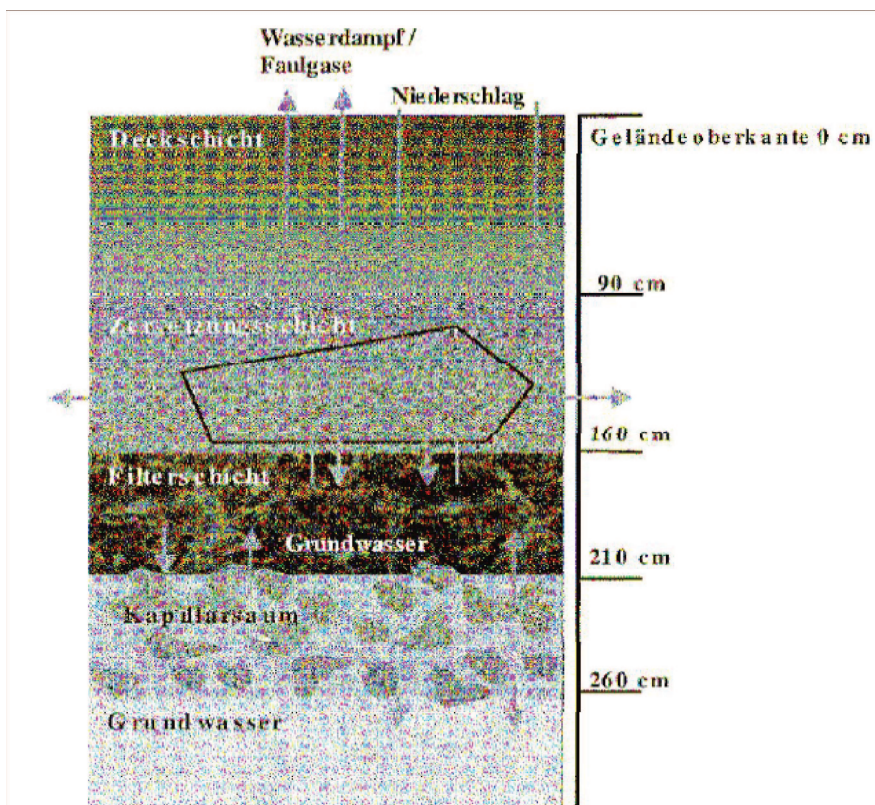 Wasserdampf /
Faulgase
Niederschlag
Deckschicht
Geländeoberkante 0 cm
90 cm
Zersetzungsschicht
160 cm
Filterschicht
Grundwasser
210 cm
Kapillarsaum
260 cm
Grundwasser